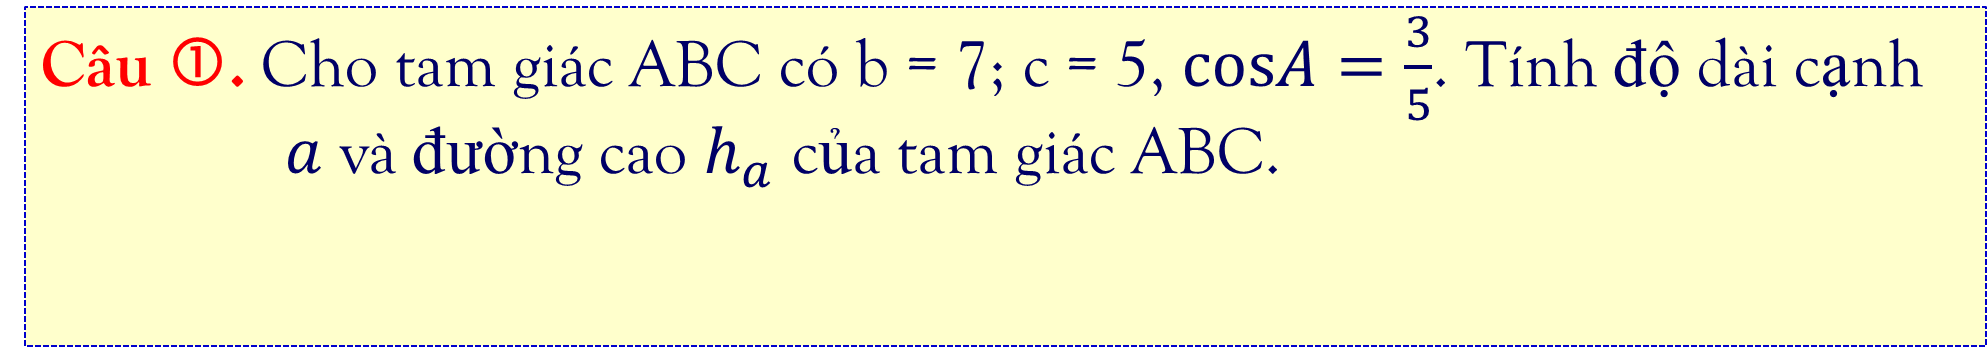 Câu ①. Cho tam giác ABC có b = 7; c = 5, cosA = 3/5. Tính độ dài cạnh
a và đường cao hₐ của tam giác ABC.